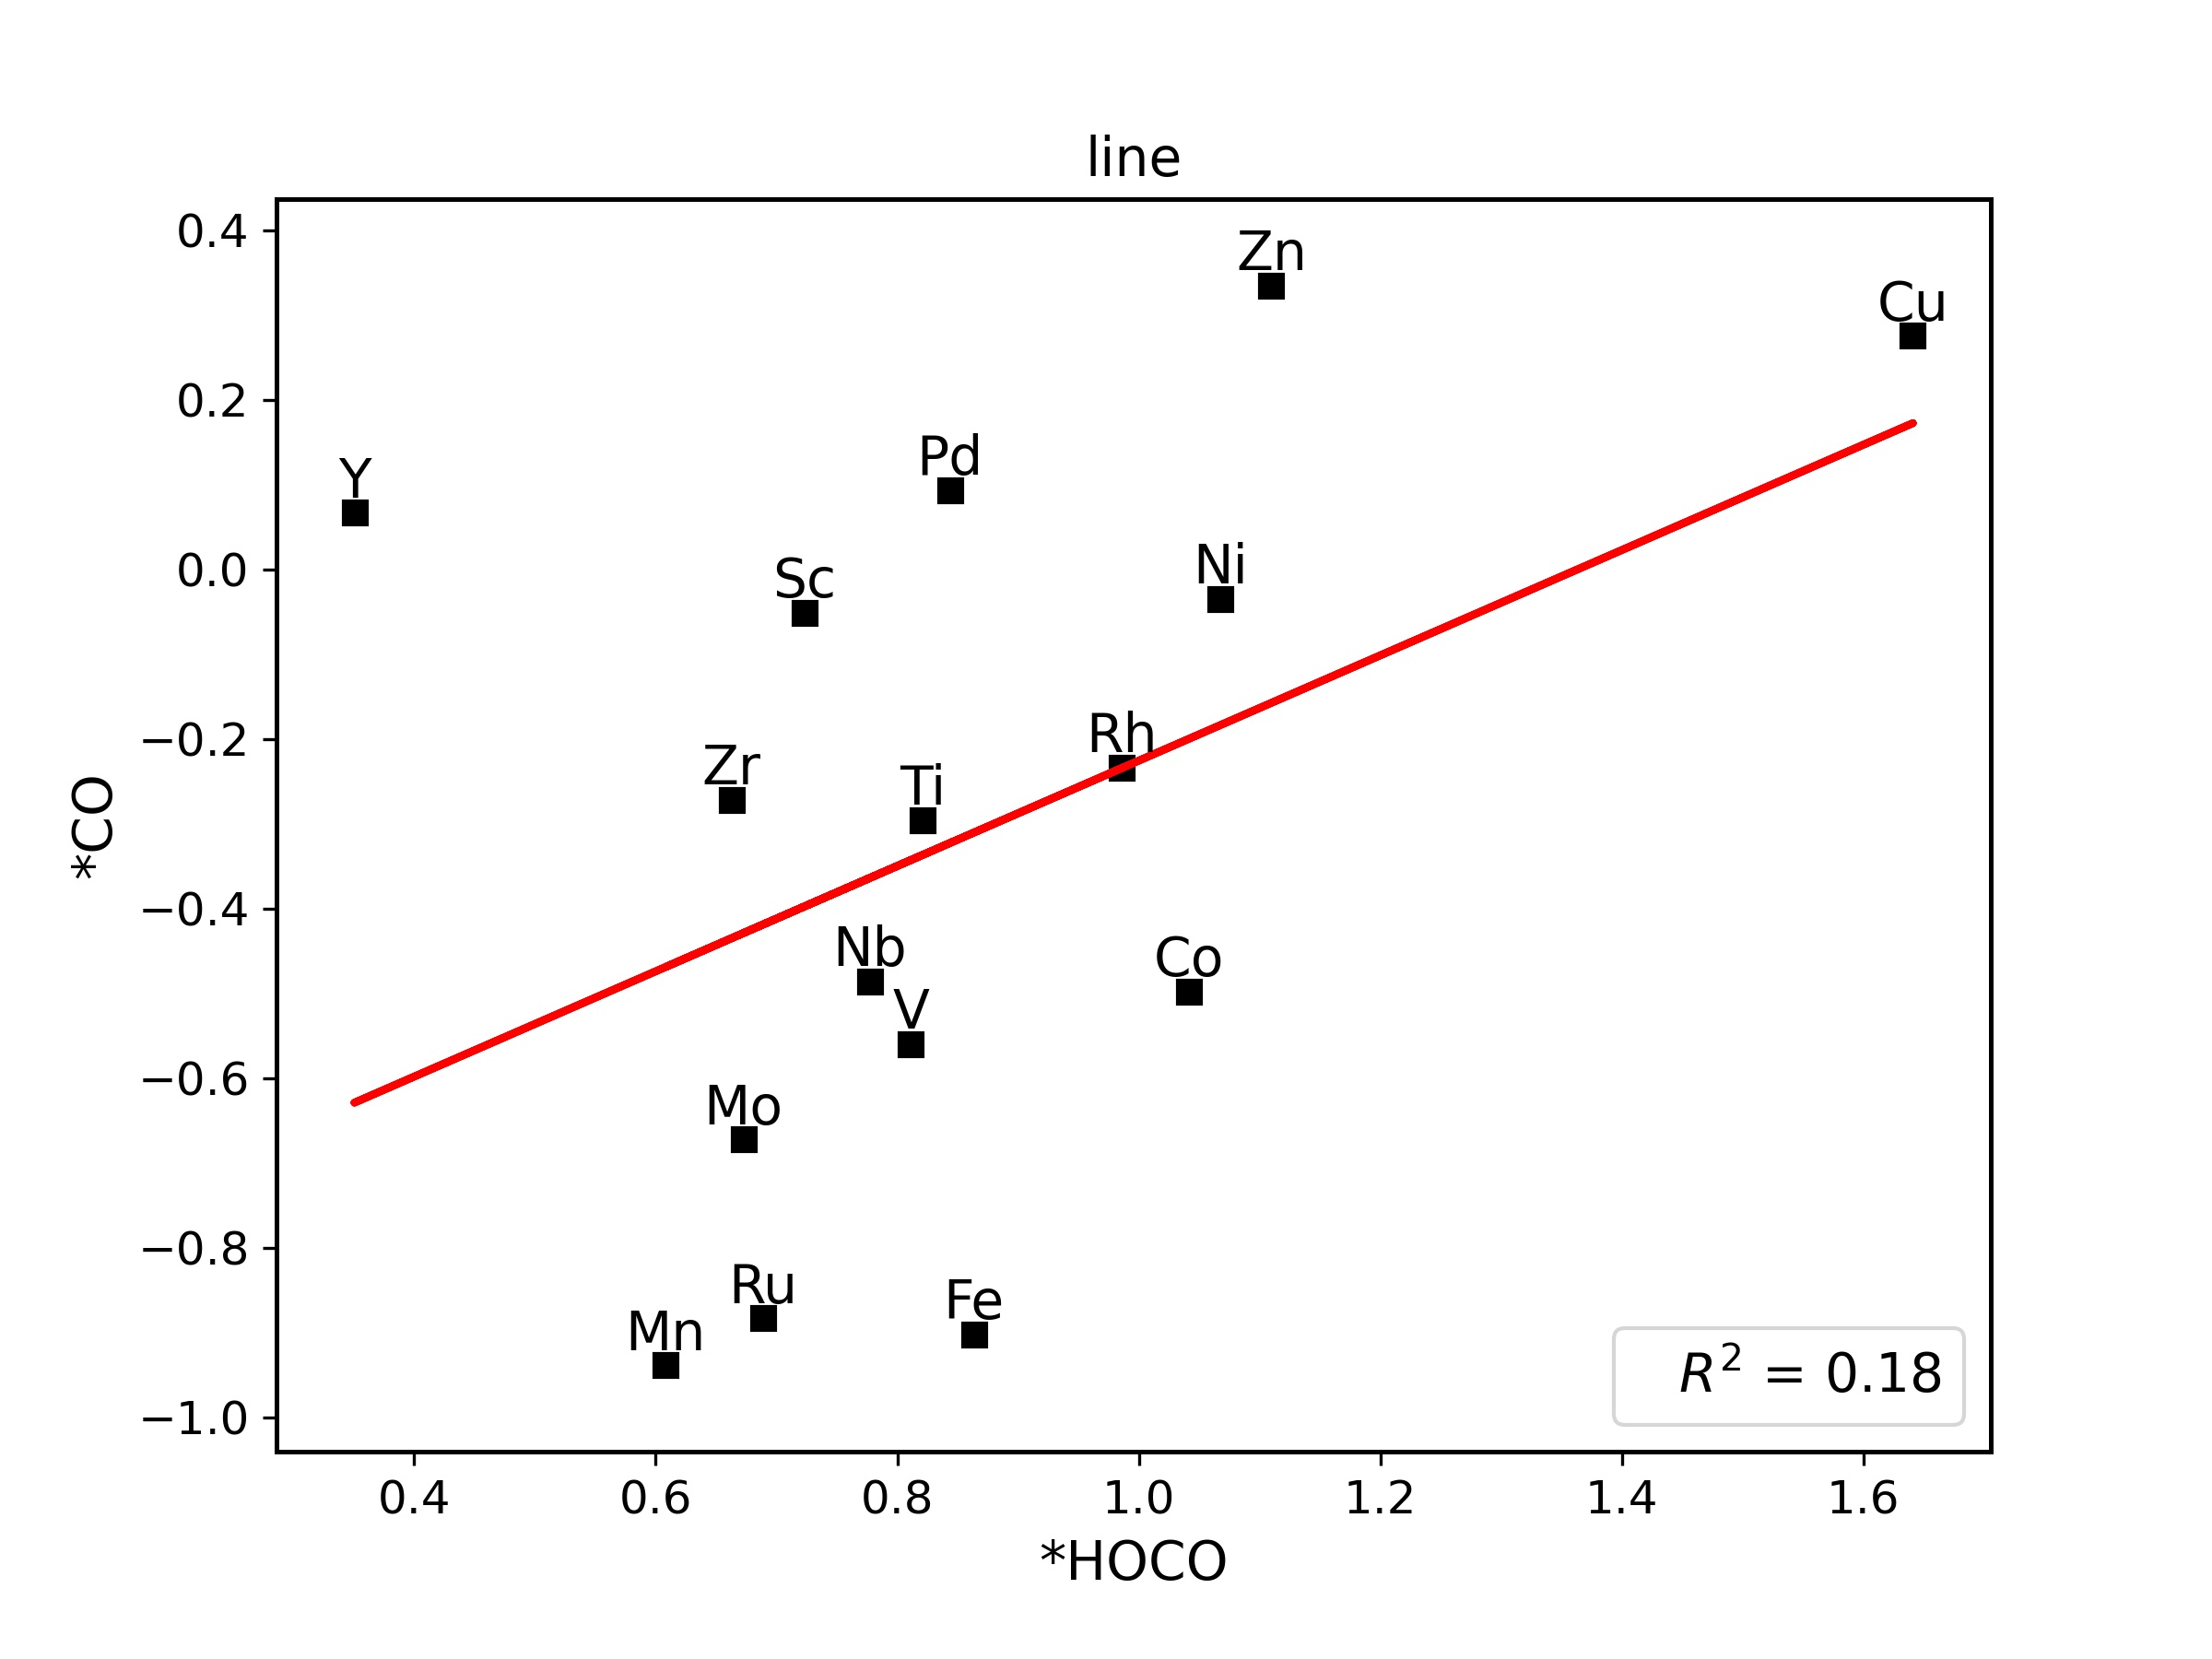 line
0.4
0.2
0.0
−0.2
−0.4
−0.6
−0.8
−1.0
*CO
Zn
Cu
Pd
Y
Ni
Sc
Rh
Zr
Ti
Nb
Co
V
Mo
Ru
Fe
Mn
R² = 0.18
0.4 0.6 0.8 1.0 1.2 1.4 1.6
*HOCO